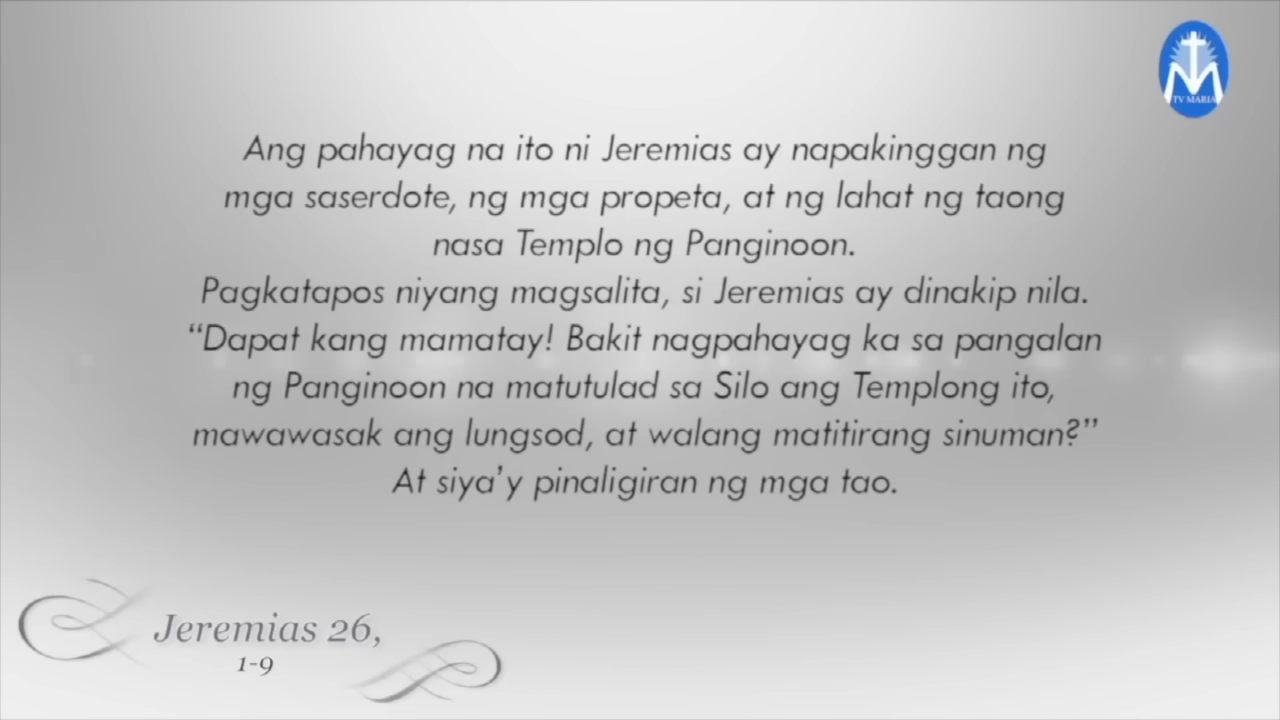 TV MARIA
Ang pahayag na ito ni Jeremias ay napakinggan ng
mga saserdote, ng mga propeta, at ng lahat ng taong
nasa Templo ng Panginoon.
Pagkatapos niyang magsalita, si Jeremias ay dinakip nila.
“Dapat kang mamatay! Bakit nagpahayag ka sa pangalan
ng Panginoon na matutulad sa Silo ang Templong ito,
mawawasak ang lungsod, at walang matitirang sinuman?”
At siya’y pinaligiran ng mga tao.
Jeremias 26,
1-9